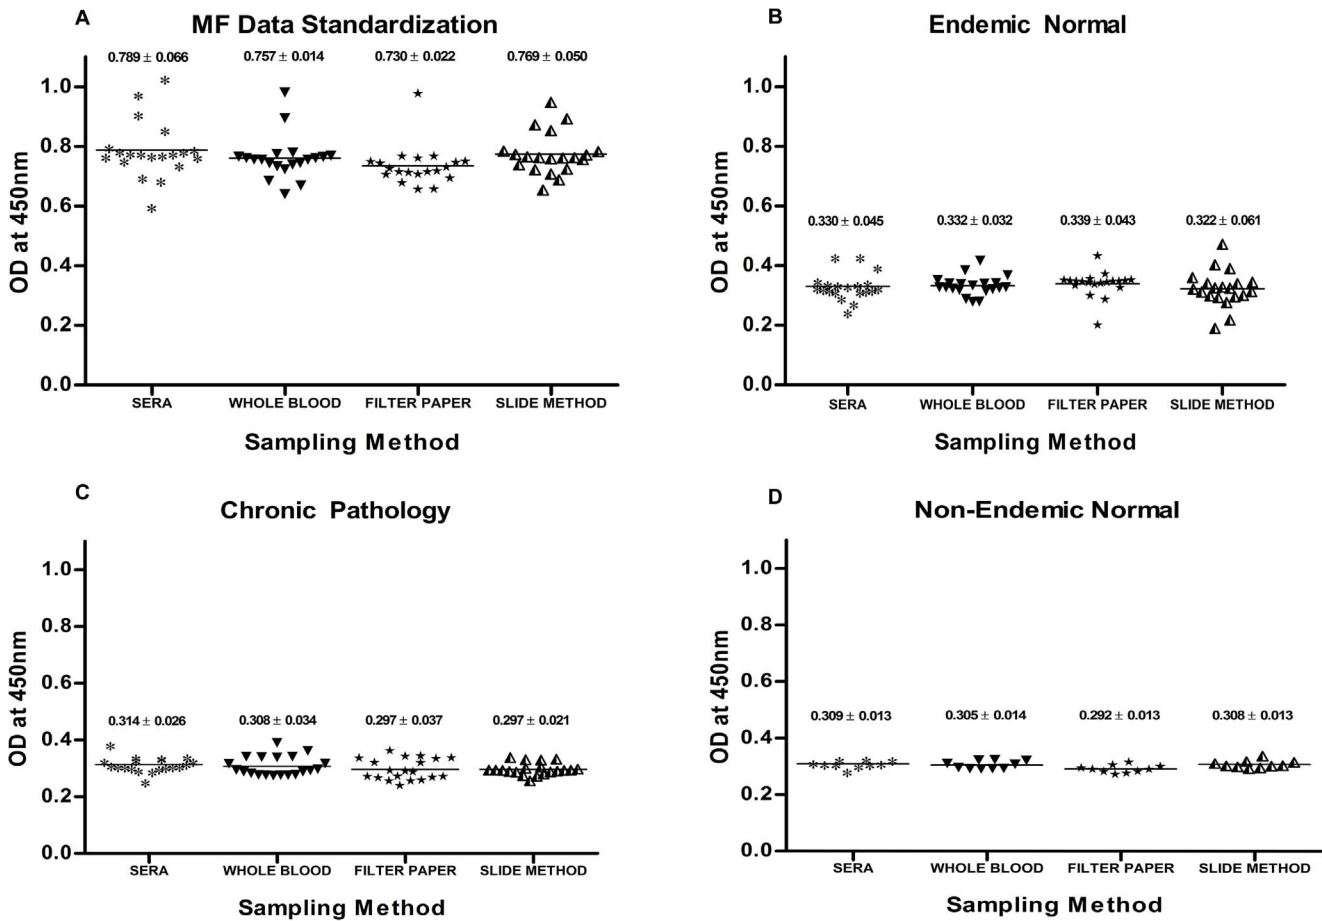 A
MF Data Standardization
0.789 ± 0.066 0.757 ± 0.014 0.730 ± 0.022 0.769 ± 0.050
1.0
0.8
0.6
0.4
0.2
0.0
OD at 450nm
SERA WHOLE BLOOD FILTER PAPER SLIDE METHOD
Sampling Method
B
Endemic Normal
0.330 ± 0.045 0.332 ± 0.032 0.339 ± 0.043 0.322 ± 0.061
1.0
0.8
0.6
0.4
0.2
0.0
OD at 450nm
SERA WHOLE BLOOD FILTER PAPER SLIDE METHOD
Sampling Method
C
Chronic Pathology
0.314 ± 0.026 0.308 ± 0.034 0.297 ± 0.037 0.297 ± 0.021
1.0
0.8
0.6
0.4
0.2
0.0
OD at 450nm
SERA WHOLE BLOOD FILTER PAPER SLIDE METHOD
Sampling Method
D
Non-Endemic Normal
0.309 ± 0.013 0.305 ± 0.014 0.292 ± 0.013 0.308 ± 0.013
1.0
0.8
0.6
0.4
0.2
0.0
OD at 450nm
SERA WHOLE BLOOD FILTER PAPER SLIDE METHOD
Sampling Method